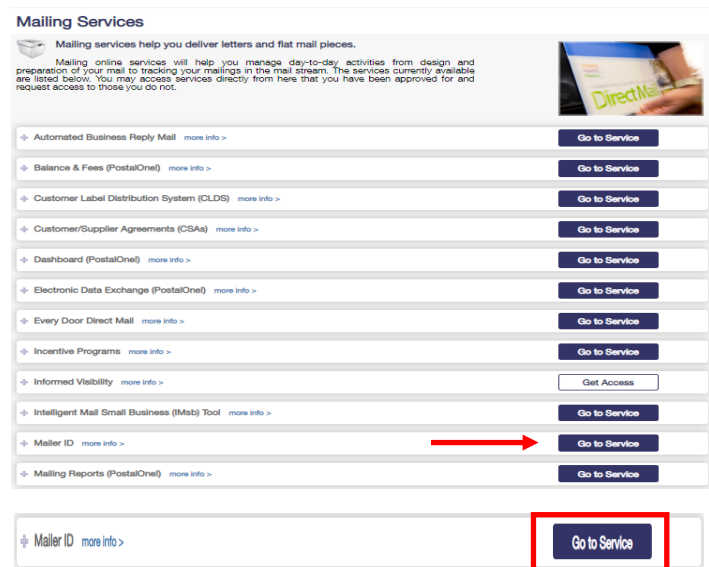 Mailing Services
Mailing services help you deliver letters and flat mail pieces.
Mailing online services will help you manage day-to-day activities from design and
preparation of your mail to tracking your mailings in the mail stream. The services currently available
are listed below. You may access services directly from here that you have been approved for and
request access to those you do not.
DirectMail
Automated Business Reply Mail more info > Go to Service
Balance & Fees (PostalOne!) more info > Go to Service
Customer Label Distribution System (CLDS) more info > Go to Service
Customer/Supplier Agreements (CSAs) more info > Go to Service
Dashboard (PostalOne!) more info > Go to Service
Electronic Data Exchange (PostalOne!) more info > Go to Service
Every Door Direct Mail more info > Go to Service
Incentive Programs more info > Go to Service
Informed Visibility more info > Get Access
Intelligent Mail Small Business (IMsb) Tool more info > Go to Service
Mailer ID more info > Go to Service
Mailing Reports (PostalOne!) more info > Go to Service
Mailer ID more info > Go to Service